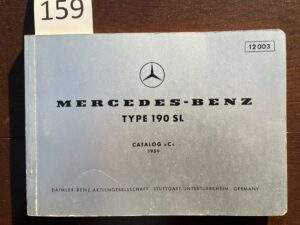 159
12 003
MERCEDES-BENZ
TYPE 190 SL
CATALOG »C«
1959
DAIMLER-BENZ AKTIENGESELLSCHAFT · STUTTGART-UNTERTÜRKHEIM · GERMANY